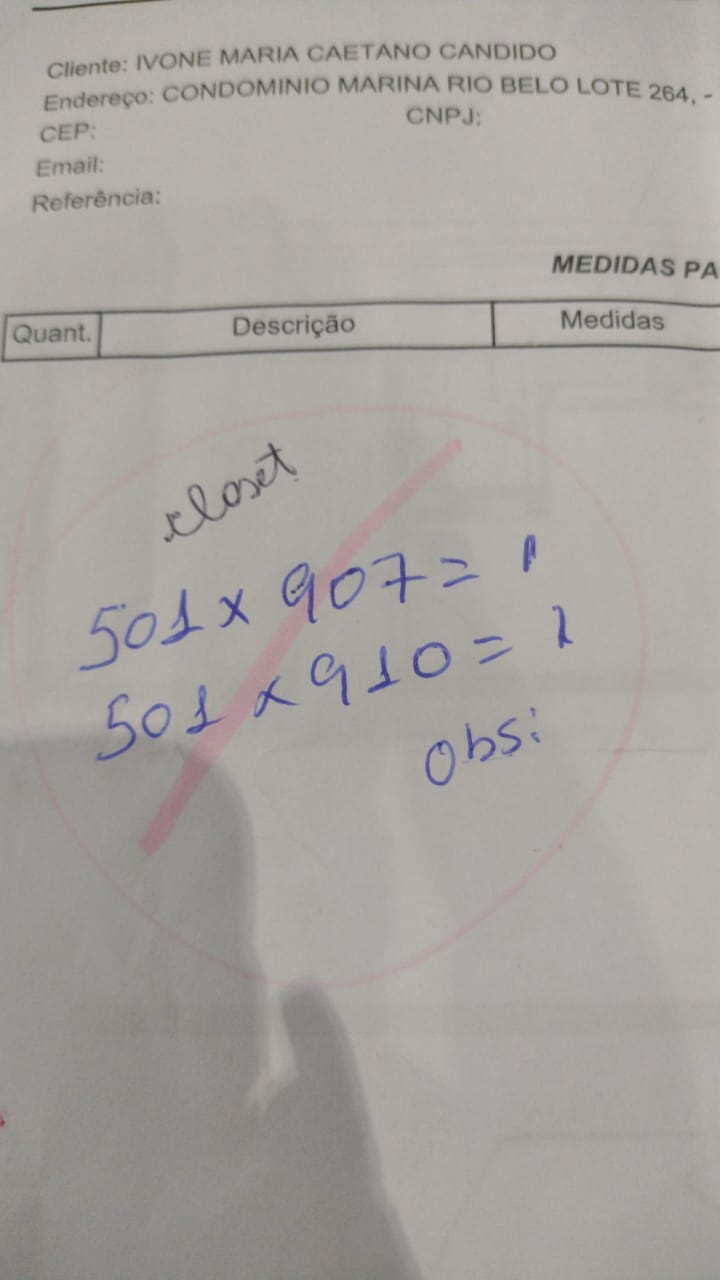 Cliente: IVONE MARIA CAETANO CANDIDO
Endereço: CONDOMINIO MARINA RIO BELO LOTE 264, -
CEP: CNPJ:
Email:
Referência:
MEDIDAS PA
Quant. Descrição Medidas
closet
501 x 907 = 1
501 x 910 = 1
Obs: